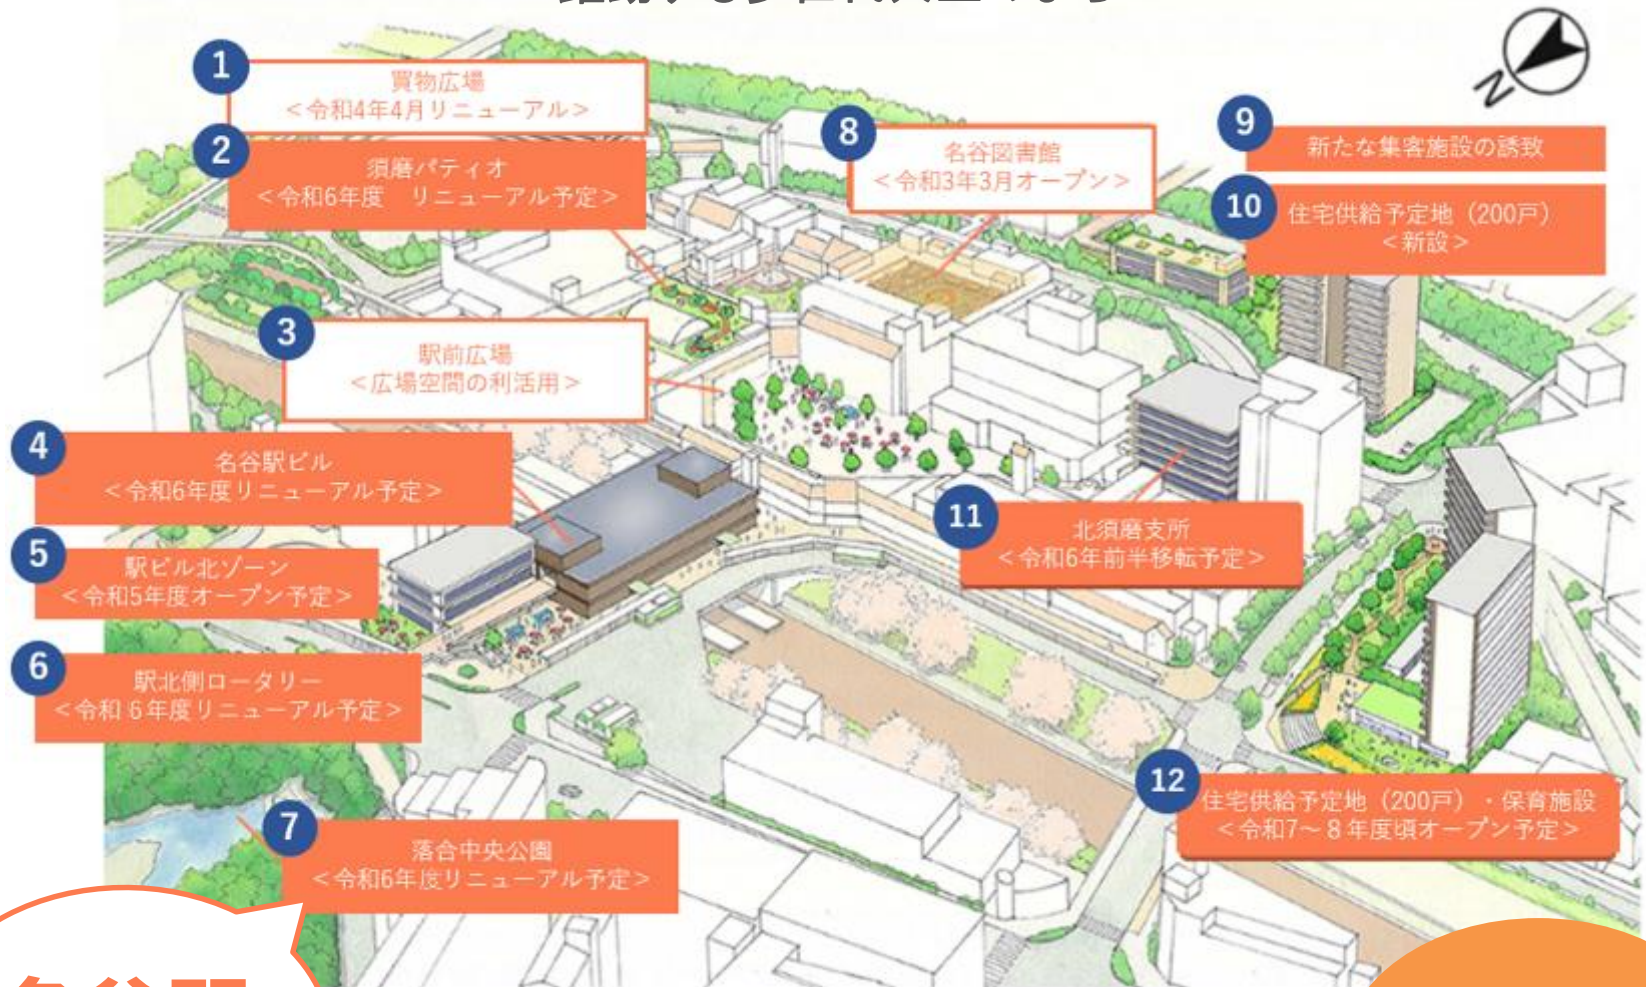 1
買物広場
<令和4年4月リニューアル>
2
須磨パティオ
<令和6年度　リニューアル予定>
3
駅前広場
<広場空間の利活用>
4
名谷駅ビル
<令和6年度リニューアル予定>
5
駅ビル北ゾーン
<令和5年度オープン予定>
6
駅北側ロータリー
<令和 6年度リニューアル予定>
7
落合中央公園
<令和6年度リニューアル予定>
8
名谷図書館
<令和3年3月オープン>
9
新たな集客施設の誘致
10
住宅供給予定地（200戸）
<新設>
11
北須磨支所
<令和6年前半移転予定>
12
住宅供給予定地（200戸）・保育施設
<令和7～８年度頃オープン予定>
N